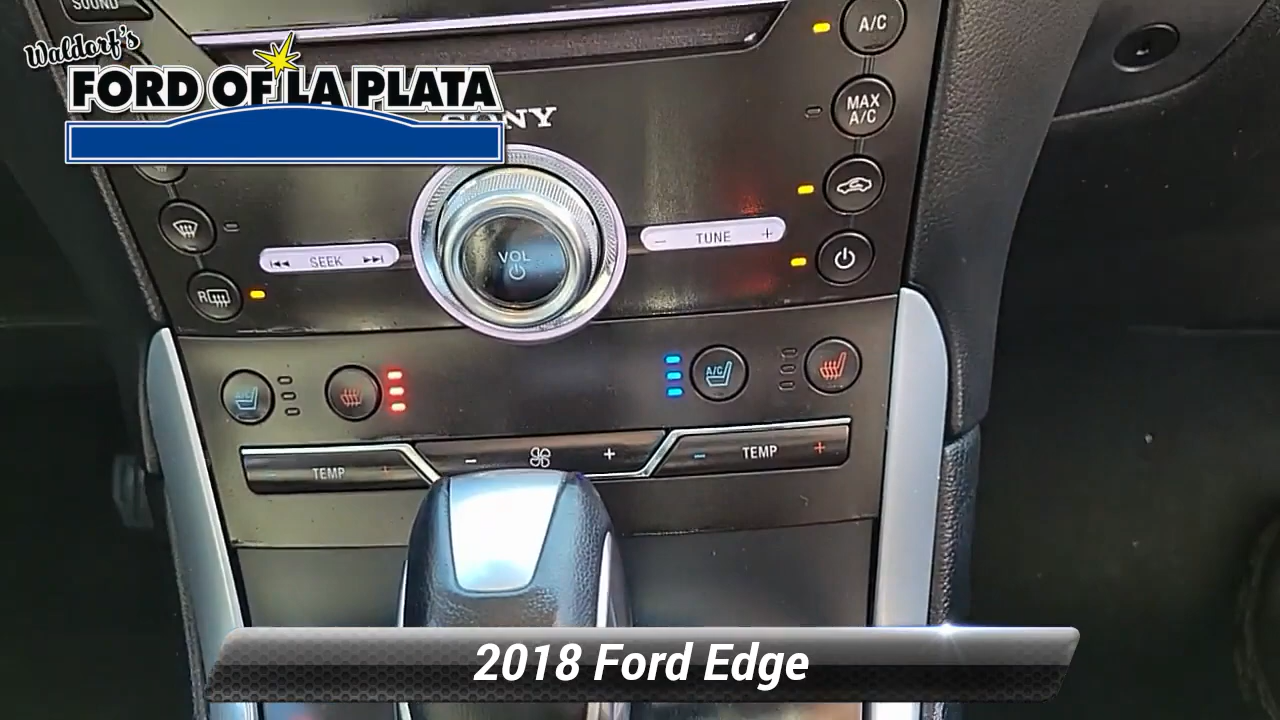 SOUND
Waldorf's
FORD OF LA PLATA
SONY
A/C
MAX
A/C
VOL
SEEK
− TUNE +
R
A/C
A/C
− TEMP +
− +
− TEMP +
2018 Ford Edge